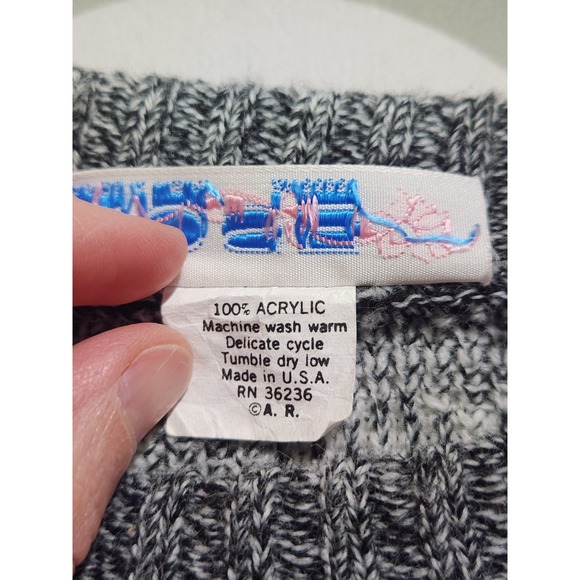 100% ACRYLIC
Machine wash warm
Delicate cycle
Tumble dry low
Made in U.S.A.
RN 36236
©A. R.